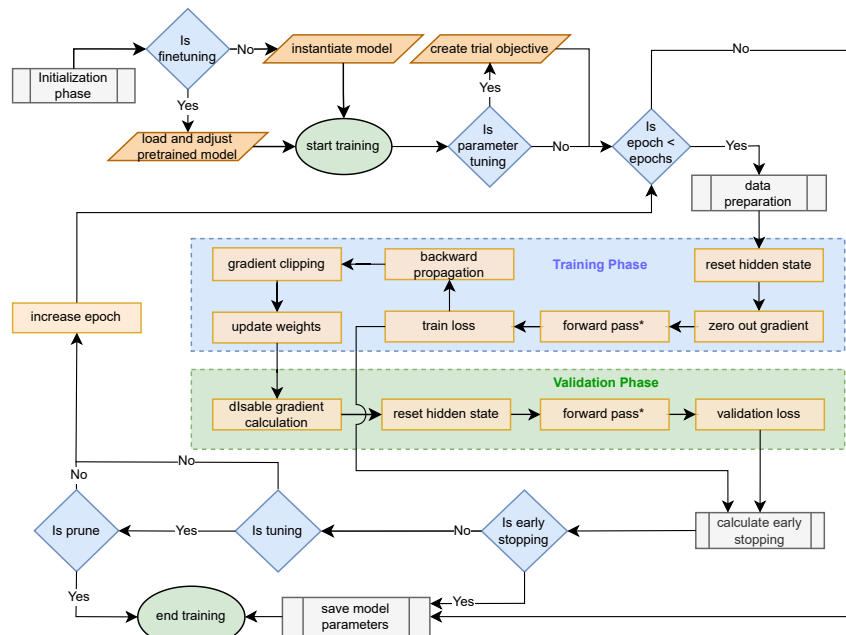 Is
finetuning
No
instantiate model
create trial objective
No
Initialization
phase
Yes
Yes
load and adjust
pretrained model
start training
Is
parameter
tuning
No
Is
epoch <
epochs
Yes
data
preparation
Training Phase
gradient clipping
backward
propagation
reset hidden state
increase epoch
update weights
train loss
forward pass*
zero out gradient
Validation Phase
dIsable gradient
calculation
reset hidden state
forward pass*
validation loss
No
No
Is prune
Yes
Is tuning
No
Is early
stopping
calculate early
stopping
Yes
Yes
end training
save model
parameters